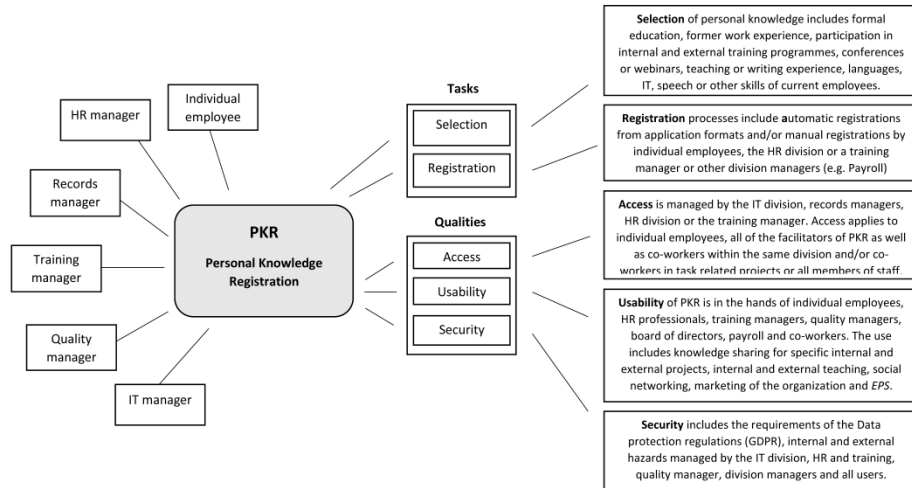 HR manager
Individual
employee
Records
manager
Training
manager
Quality
manager
IT manager
PKR
Personal Knowledge
Registration
Tasks
Selection
Registration
Qualities
Access
Usability
Security
Selection of personal knowledge includes formal
education, former work experience, participation in
internal and external training programmes, conferences
or webinars, teaching or writing experience, languages,
IT, speech or other skills of current employees.
Registration processes include automatic registrations
from application formats and/or manual registrations by
individual employees, the HR division or a training
manager or other division managers (e.g. Payroll)
Access is managed by the IT division, records managers,
HR division or the training manager. Access applies to
individual employees, all of the facilitators of PKR as well
as co-workers within the same division and/or co-
workers in task related projects or all members of staff.
Usability of PKR is in the hands of individual employees,
HR professionals, training managers, quality managers,
board of directors, payroll and co-workers. The use
includes knowledge sharing for specific internal and
external projects, internal and external teaching, social
networking, marketing of the organization and EPS.
Security includes the requirements of the Data
protection regulations (GDPR), internal and external
hazards managed by the IT division, HR and training,
quality manager, division managers and all users.